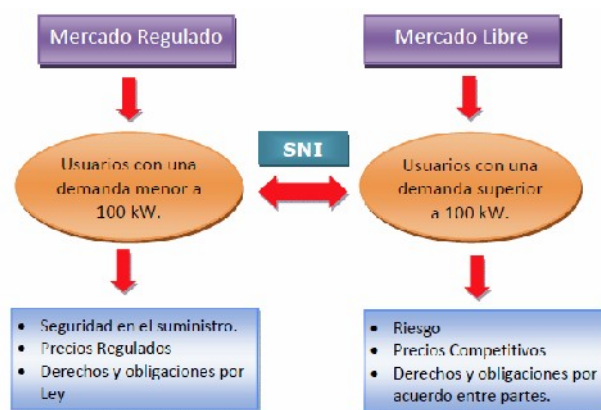 Mercado Regulado
Mercado Libre
SNI
Usuarios con una
demanda menor a
100 kW.
Usuarios con una
demanda superior
a 100 kW.
• Seguridad en el suministro.
• Precios Regulados
• Derechos y obligaciones por
Ley
• Riesgo
• Precios Competitivos
• Derechos y obligaciones por
acuerdo entre partes.